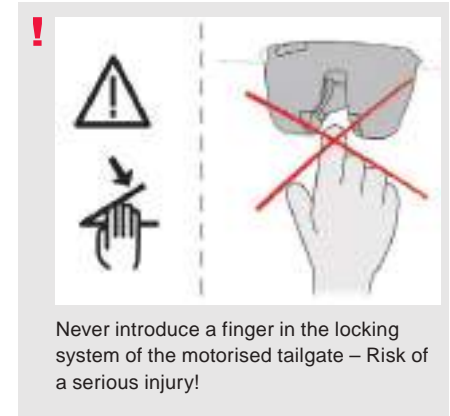 !
Never introduce a finger in the locking
system of the motorised tailgate – Risk of
a serious injury!